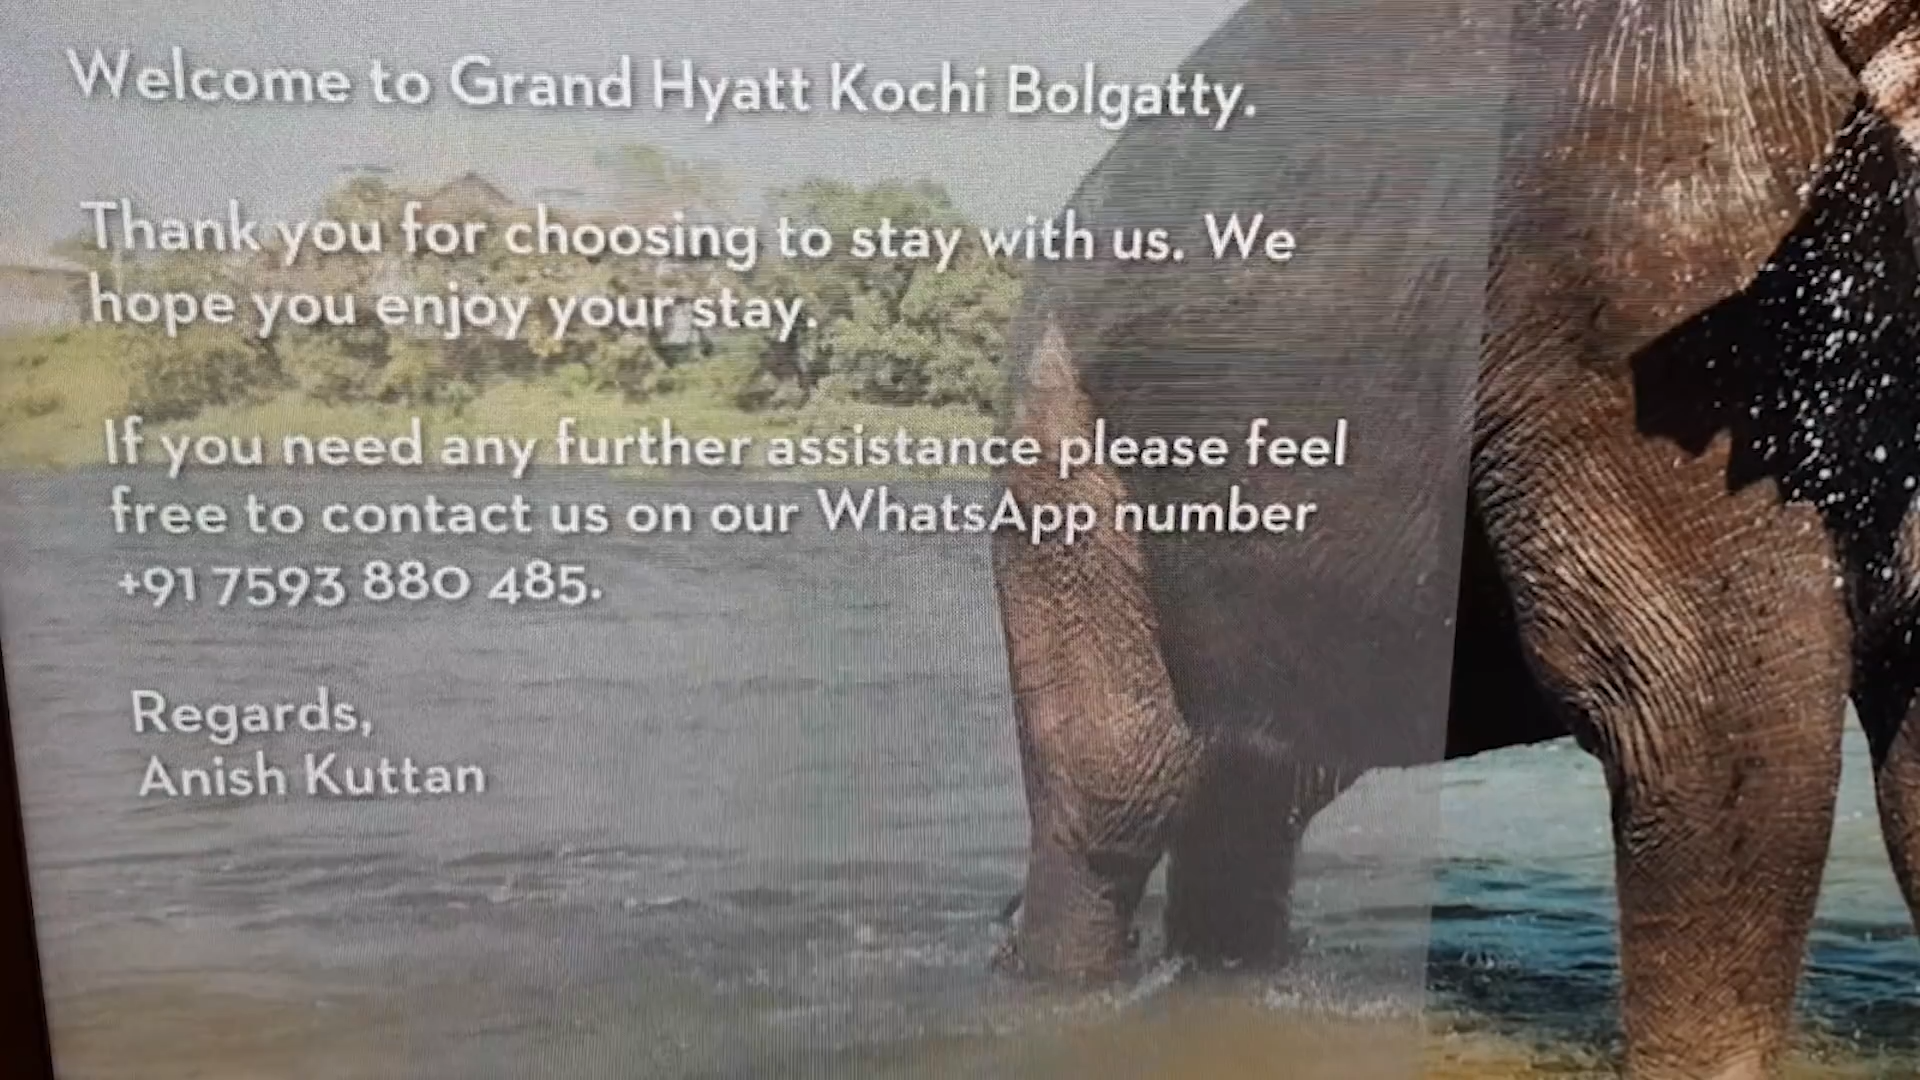 Welcome to Grand Hyatt Kochi Bolgatty.
Thank you for choosing to stay with us. We
hope you enjoy your stay.
If you need any further assistance please feel
free to contact us on our WhatsApp number
+91 7593 880 485.
Regards,
Anish Kuttan